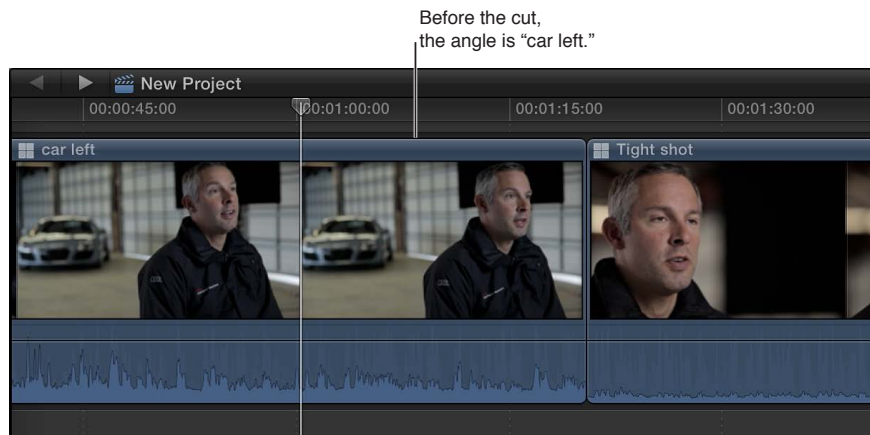 Before the cut,
the angle is “car left.”
New Project
00:00:45:00 00:01:00:00 00:01:15:00 00:01:30:00
car left Tight shot